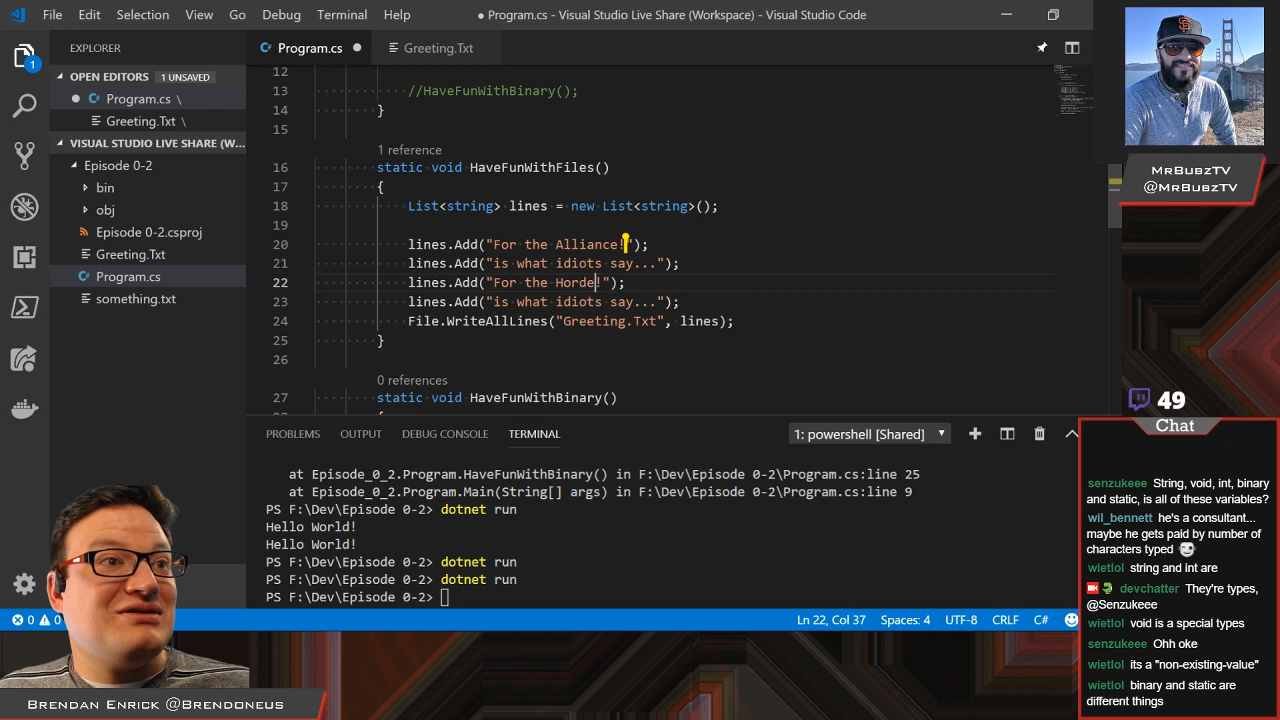 File Edit Selection View Go Debug Terminal Help
● Program.cs - Visual Studio Live Share (Workspace) - Visual Studio Code
EXPLORER
OPEN EDITORS 1 UNSAVED
Program.cs \
Greeting.Txt \
VISUAL STUDIO LIVE SHARE (W...
Episode 0-2
bin
obj
Episode 0-2.csproj
Greeting.Txt
Program.cs
something.txt
1
Program.cs
Greeting.Txt
12
13 //HaveFunWithBinary();
14 }
15
1 reference
16 static void HaveFunWithFiles()
17 {
18 List<string> lines = new List<string>();
19
20 lines.Add("For the Alliance!");
21 lines.Add("is what idiots say...");
22 lines.Add("For the Horde!");
23 lines.Add("is what idiots say...");
24 File.WriteAllLines("Greeting.Txt", lines);
25 }
26
0 references
27 static void HaveFunWithBinary()
PROBLEMS OUTPUT DEBUG CONSOLE TERMINAL
1: powershell [Shared]
at Episode_0_2.Program.HaveFunWithBinary() in F:\Dev\Episode 0-2\Program.cs:line 25
at Episode_0_2.Program.Main(String[] args) in F:\Dev\Episode 0-2\Program.cs:line 9
PS F:\Dev\Episode 0-2> dotnet run
Hello World!
Hello World!
PS F:\Dev\Episode 0-2> dotnet run
PS F:\Dev\Episode 0-2> dotnet run
PS F:\Dev\Episode 0-2>
0 0
Ln 22, Col 37 Spaces: 4 UTF-8 CRLF C#
MRBUBZTV
@MRBUBZTV
49
Chat
senzukeee String, void, int, binary
and static, is all of these variables?
wil_bennett he's a consultant...
maybe he gets paid by number of
characters typed
wietlol string and int are
devchatter They're types,
@Senzukeee
wietlol void is a special types
senzukeee Ohh oke
wietlol its a "non-existing-value"
wietlol binary and static are
different things
BRENDAN ENRICK @BRENDONEUS